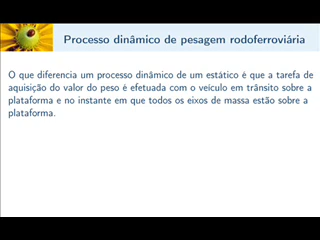 Processo dinâmico de pesagem rodoferroviária
O que diferencia um processo dinâmico de um estático é que a tarefa de
aquisição do valor do peso é efetuada com o veículo em trânsito sobre a
plataforma e no instante em que todos os eixos de massa estão sobre a
plataforma.